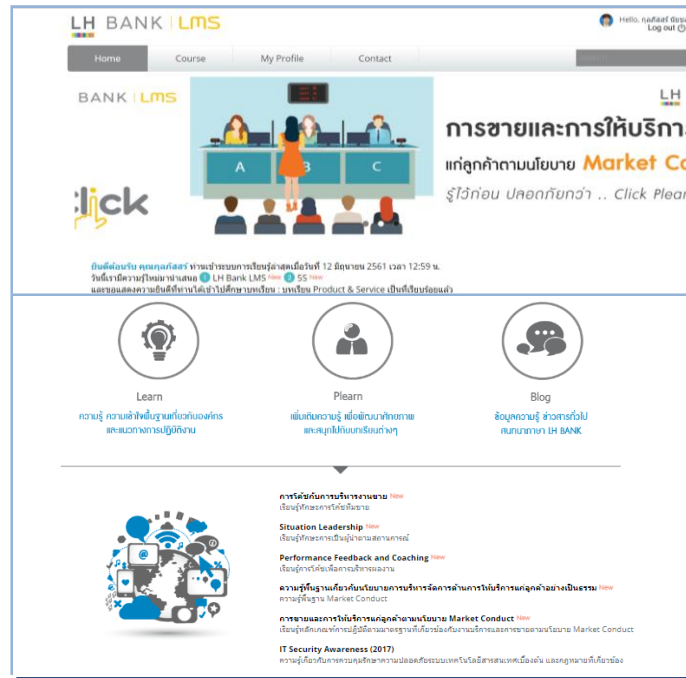 LH BANK LMS
Hello, กุลภัสสร์
Log out
Home Course My Profile Contact
BANK LMS
LH
A B C
การขายและการให้บริการ
แก่ลูกค้าตามนโยบาย Market Co
รู้ไว้ก่อน ปลอดภัยกว่า .. Click Plear
click
ยินดีต้อนรับ คุณกุลภัสสร์ ท่านเข้าระบบการเรียนรู้ล่าสุดเมื่อวันที่ 12 มิถุนายน 2561 เวลา 12:59 น.
วันนี้เรามีความรู้ใหม่มานำเสนอ 1 LH Bank LMS New 2 5S New
และขอแสดงความยินดีที่ท่านได้เข้าไปศึกษาบทเรียน : บทเรียน Product & Service เป็นที่เรียบร้อยแล้ว
Learn Plearn Blog
ความรู้ ความเข้าใจพื้นฐานเกี่ยวกับองค์กร เพิ่มเติมความรู้ เพื่อพัฒนาศักยภาพ ข้อมูลความรู้ ข่าวสารทั่วไป
และแนวทางการปฏิบัติงาน และสนุกไปกับบทเรียนต่างๆ สนทนาภาษา LH BANK
การโค้ชกับการบริหารงานขาย New
เรียนรู้ทักษะการโค้ชทีมขาย
Situation Leadership New
เรียนรู้ทักษะการเป็นผู้นำตามสถานการณ์
Performance Feedback and Coaching New
เรียนรู้การโค้ชเพื่อการบริหารผลงาน
ความรู้พื้นฐานเกี่ยวกับนโยบายการบริหารจัดการด้านการให้บริการแก่ลูกค้าอย่างเป็นธรรม New
ความรู้พื้นฐาน Market Conduct
การขายและการให้บริการแก่ลูกค้าตามนโยบาย Market Conduct New
เรียนรู้หลักเกณฑ์การปฏิบัติตามมาตรฐานที่เกี่ยวข้องกับงานบริการและการขายตามนโยบาย Market Conduct
IT Security Awareness (2017)
ความรู้เกี่ยวกับการควบคุมรักษาความปลอดภัยระบบเทคโนโลยีสารสนเทศเบื้องต้น และกฎหมายที่เกี่ยวข้อง